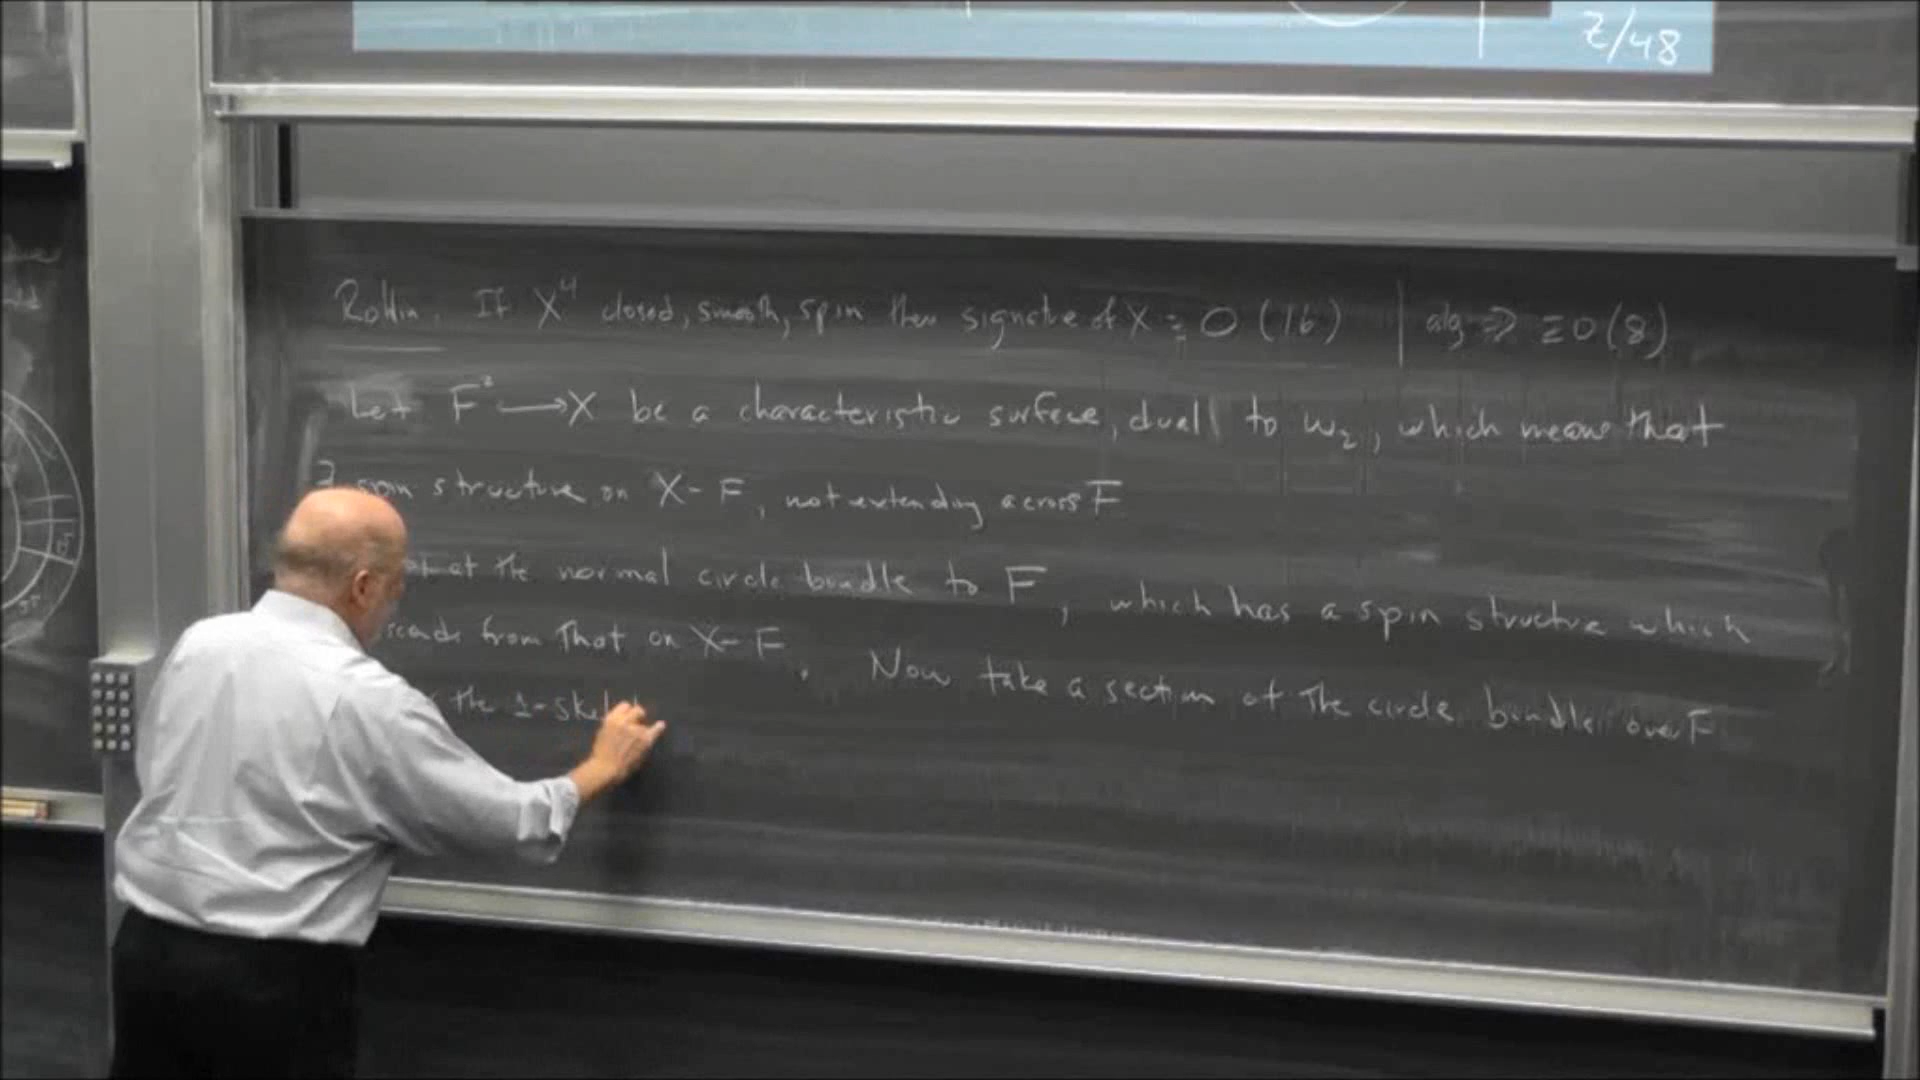 Z/48
Rohlin. If X⁴ closed, smooth, spin then signature of X ≡ 0 (16) | alg ⇒ ≡ 0 (8)
Let F² → X be a characteristic surface, dual to w₂, which means that
∃ spin structure on X - F, not extending across F
at the normal circle bundle to F, which has a spin structure which
from that on X - F. Now take a section of the circle bundle over F
the 1-skel